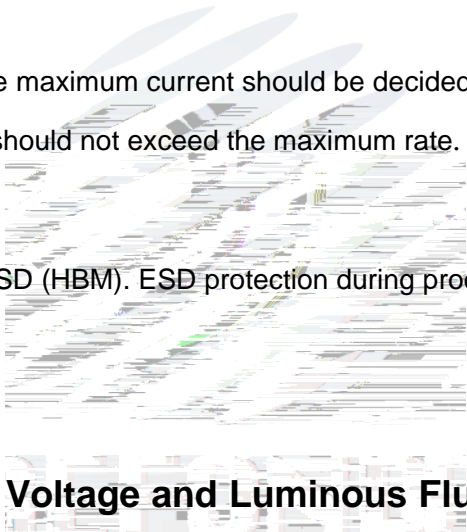 e maximum current should be decided
should not exceed the maximum rate.
SD (HBM). ESD protection during pro
Voltage and Luminous Flu